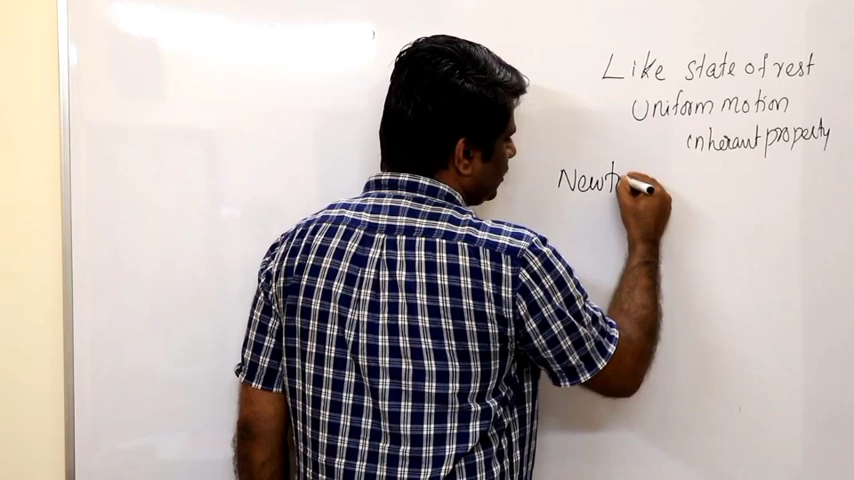 Like state of rest
Uniform motion
inherant property
Newt